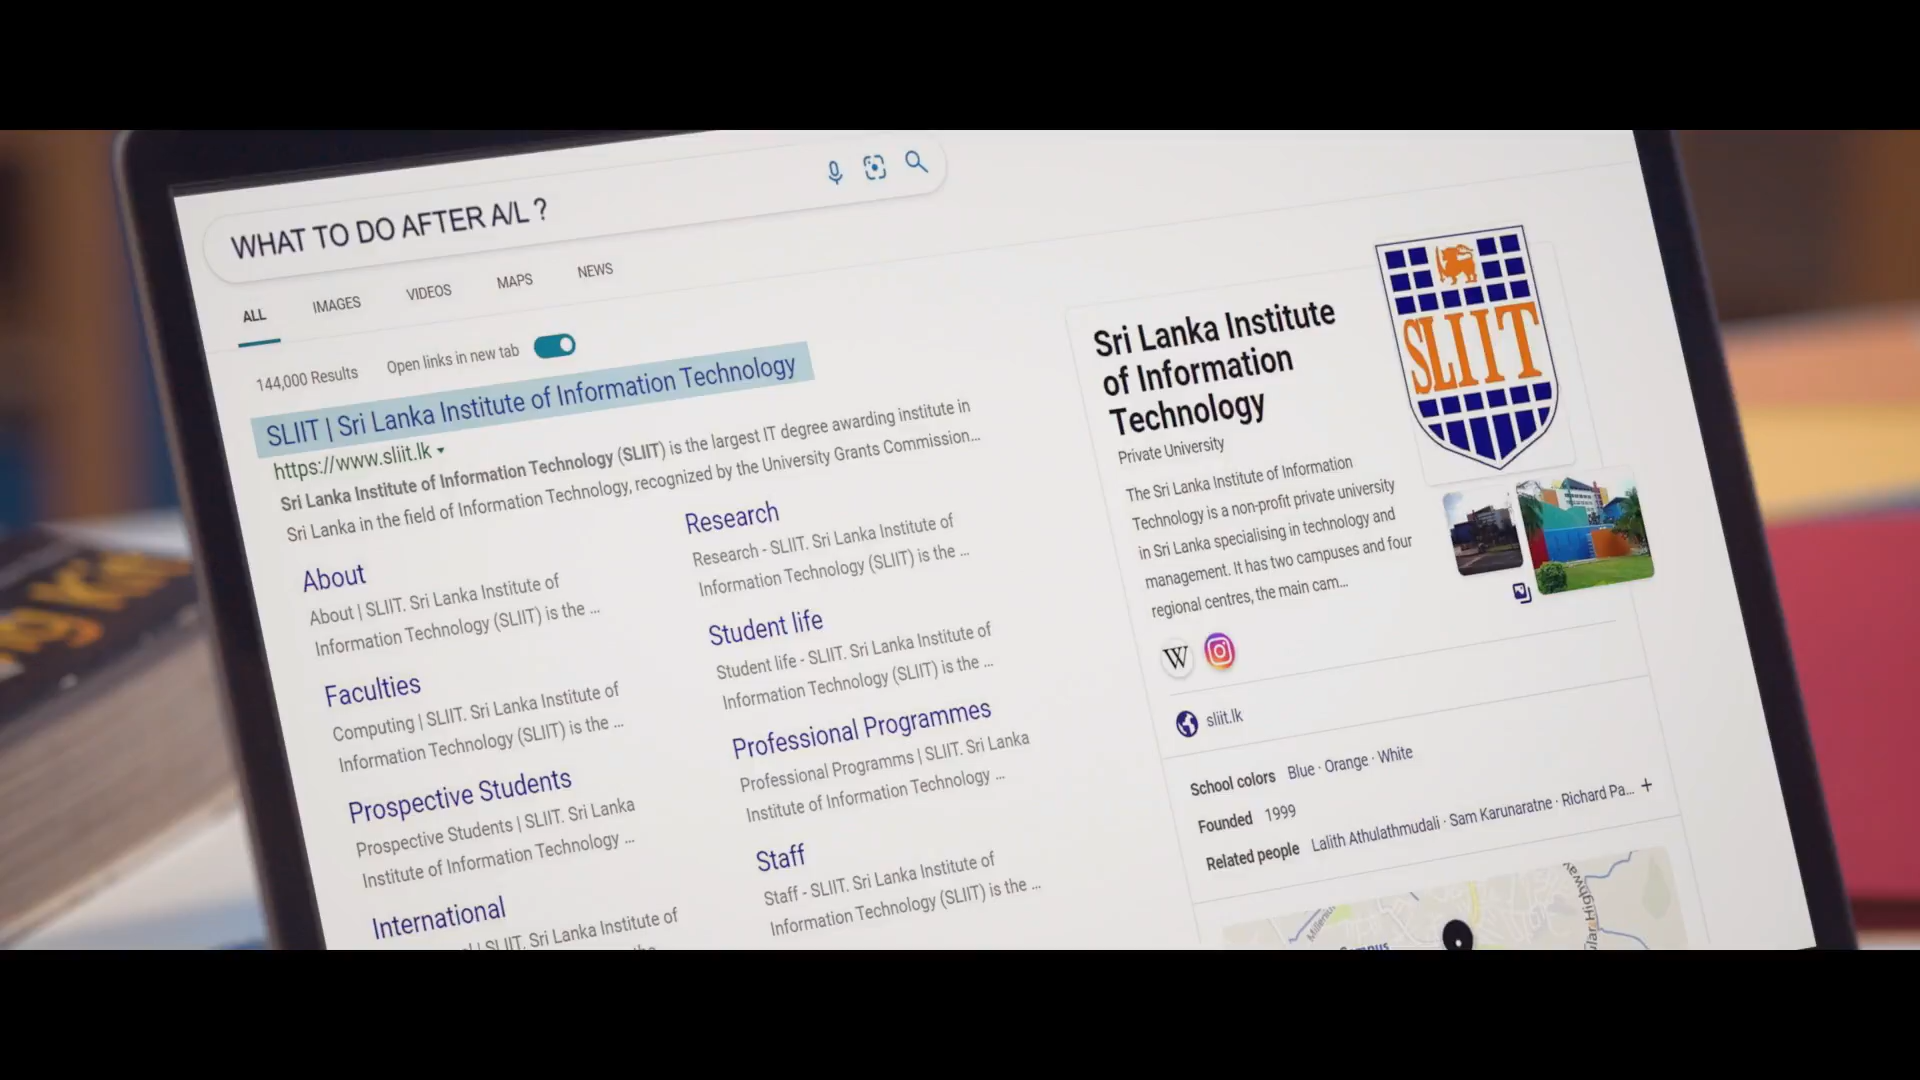 WHAT TO DO AFTER A/L ?
ALL
IMAGES
VIDEOS
MAPS
NEWS
144,000 Results
Open links in new tab
SLIIT | Sri Lanka Institute of Information Technology
https://www.sliit.lk
Sri Lanka Institute of Information Technology (SLIIT) is the largest IT degree awarding institute in
Sri Lanka in the field of Information Technology, recognized by the University Grants Commission...
About
About | SLIIT. Sri Lanka Institute of
Information Technology (SLIIT) is the ...
Faculties
Computing | SLIIT. Sri Lanka Institute of
Information Technology (SLIIT) is the ...
Prospective Students
Prospective Students | SLIIT. Sri Lanka
Institute of Information Technology ...
International
SLIIT. Sri Lanka Institute of
Research
Research - SLIIT. Sri Lanka Institute of
Information Technology (SLIIT) is the ...
Student life
Student life - SLIIT. Sri Lanka Institute of
Information Technology (SLIIT) is the ...
Professional Programmes
Professional Programms | SLIIT. Sri Lanka
Institute of Information Technology ...
Staff
Staff - SLIIT. Sri Lanka Institute of
Information Technology (SLIIT) is the ...
Sri Lanka Institute
of Information
Technology
Private University
SLIIT
The Sri Lanka Institute of Information
Technology is a non-profit private university
in Sri Lanka specialising in technology and
management. It has two campuses and four
regional centres, the main cam...
W
sliit.lk
School colors Blue · Orange · White
Founded 1999
Related people Lalith Athulathmudali · Sam Karunaratne · Richard Pa... +